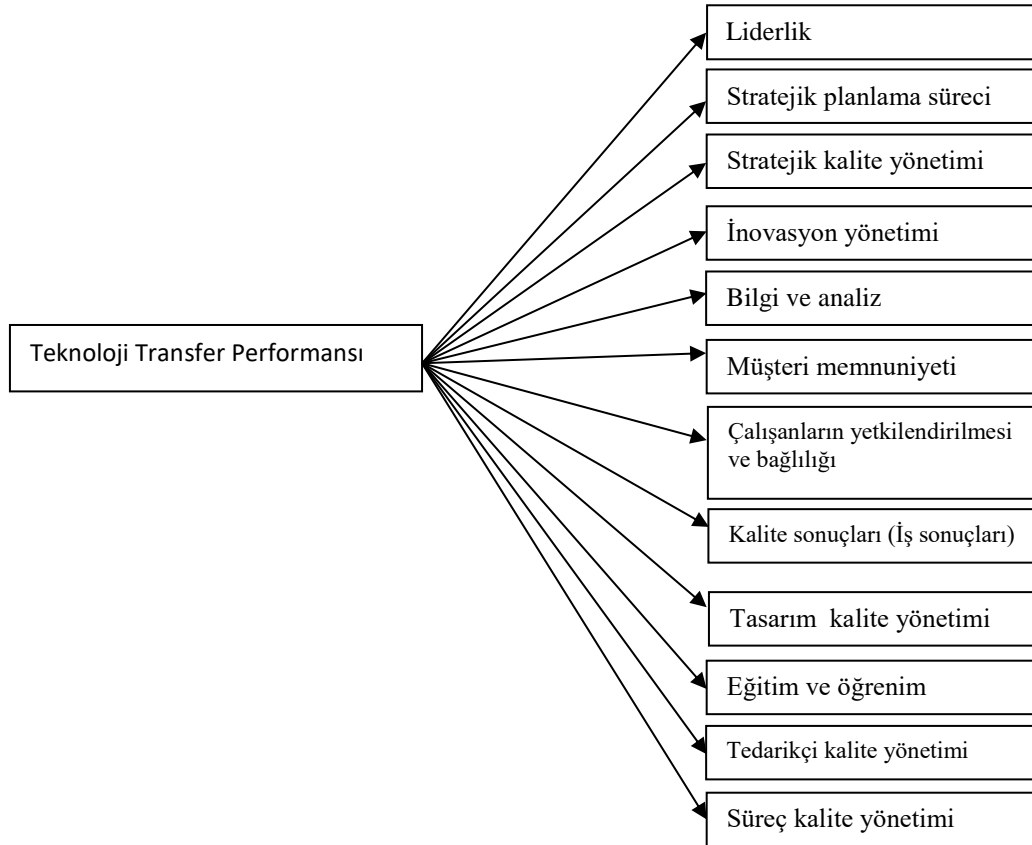 Liderlik
Stratejik planlama süreci
Stratejik kalite yönetimi
İnovasyon yönetimi
Bilgi ve analiz
Teknoloji Transfer Performansı
Müşteri memnuniyeti
Çalışanların yetkilendirilmesi
ve bağlılığı
Kalite sonuçları (İş sonuçları)
Tasarım  kalite yönetimi
Eğitim ve öğrenim
Tedarikçi kalite yönetimi
Süreç kalite yönetimi